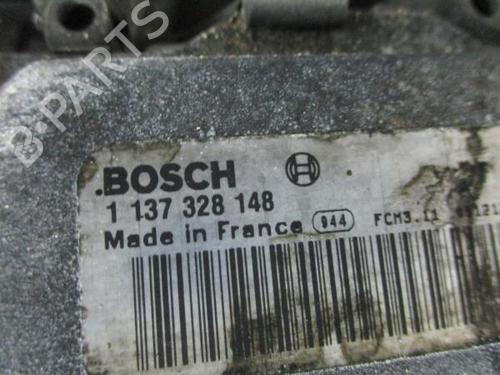 B-PARTS
BOSCH
1 137 328 148
Made in France 944 FCM3.11